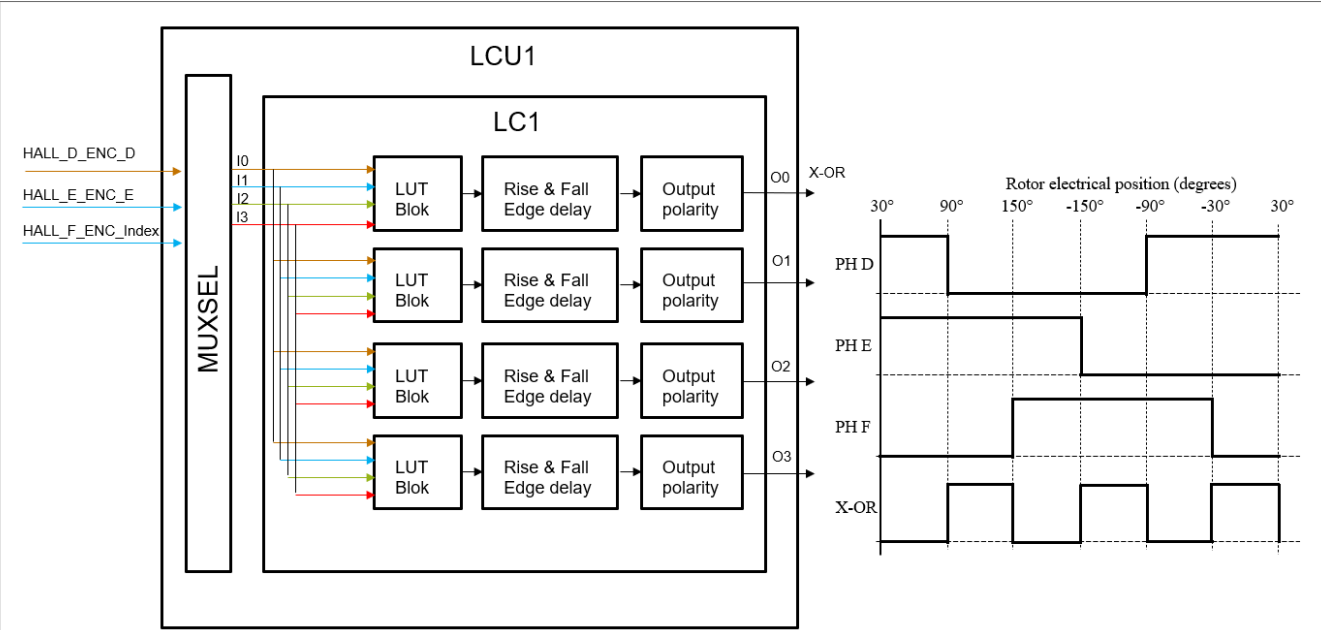 LCU1
MUXSEL
HALL_D_ENC_D
HALL_E_ENC_E
HALL_F_ENC_Index
I0
I1
I2
I3
LC1
LUT
Blok
Rise & Fall
Edge delay
Output
polarity
O0
X-OR
LUT
Blok
Rise & Fall
Edge delay
Output
polarity
O1
LUT
Blok
Rise & Fall
Edge delay
Output
polarity
O2
LUT
Blok
Rise & Fall
Edge delay
Output
polarity
O3
Rotor electrical position (degrees)
30° 90° 150° -150° -90° -30° 30°
PH D
PH E
PH F
X-OR